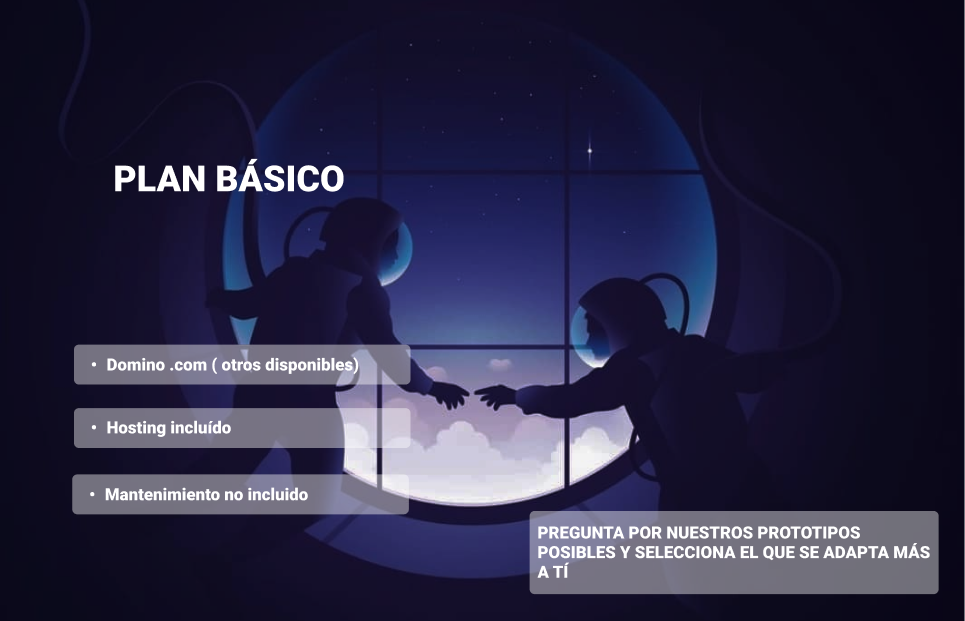 PLAN BÁSICO
• Domino .com ( otros disponibles)
• Hosting incluído
• Mantenimiento no incluido
PREGUNTA POR NUESTROS PROTOTIPOS
POSIBLES Y SELECCIONA EL QUE SE ADAPTA MÁS
A TÍ